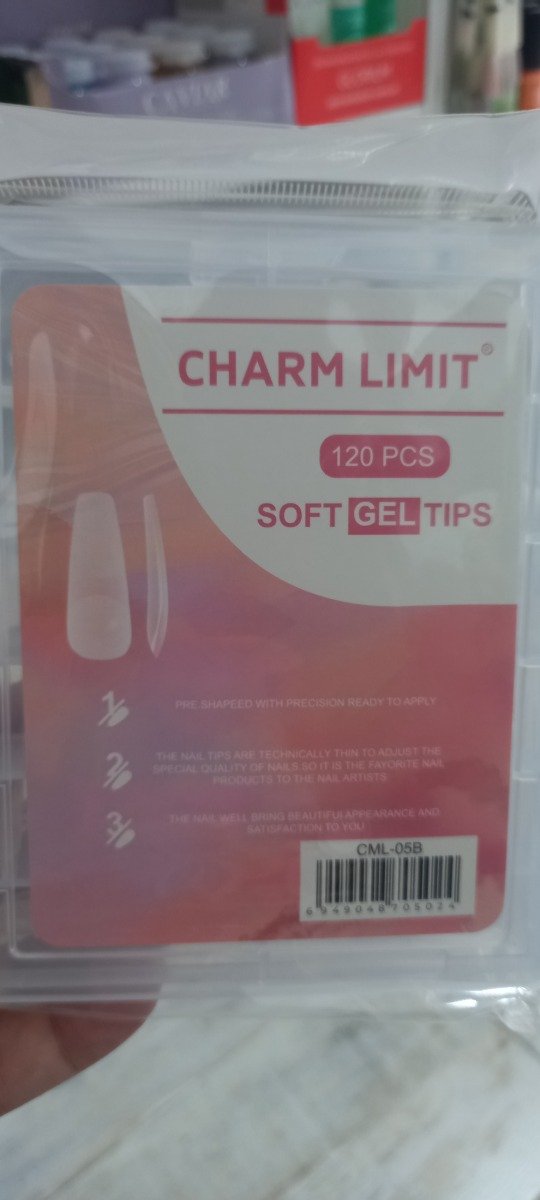 CHARM LIMIT®
120 PCS
SOFT GEL TIPS
1
PRE.SHAPEED WITH PRECISION READY TO APPLY
2
THE NAIL TIPS ARE TECHNICALLY THIN TO ADJUST THE
SPECIAL QUALITY OF NAILS.SO IT IS THE FAVORITE NAIL
PRODUCTS TO THE NAIL ARTISTS
3
THE NAIL WELL BRING BEAUTIFUL APPEARANCE AND
SATISFACTION TO YOU
CML-05B
6949048705024